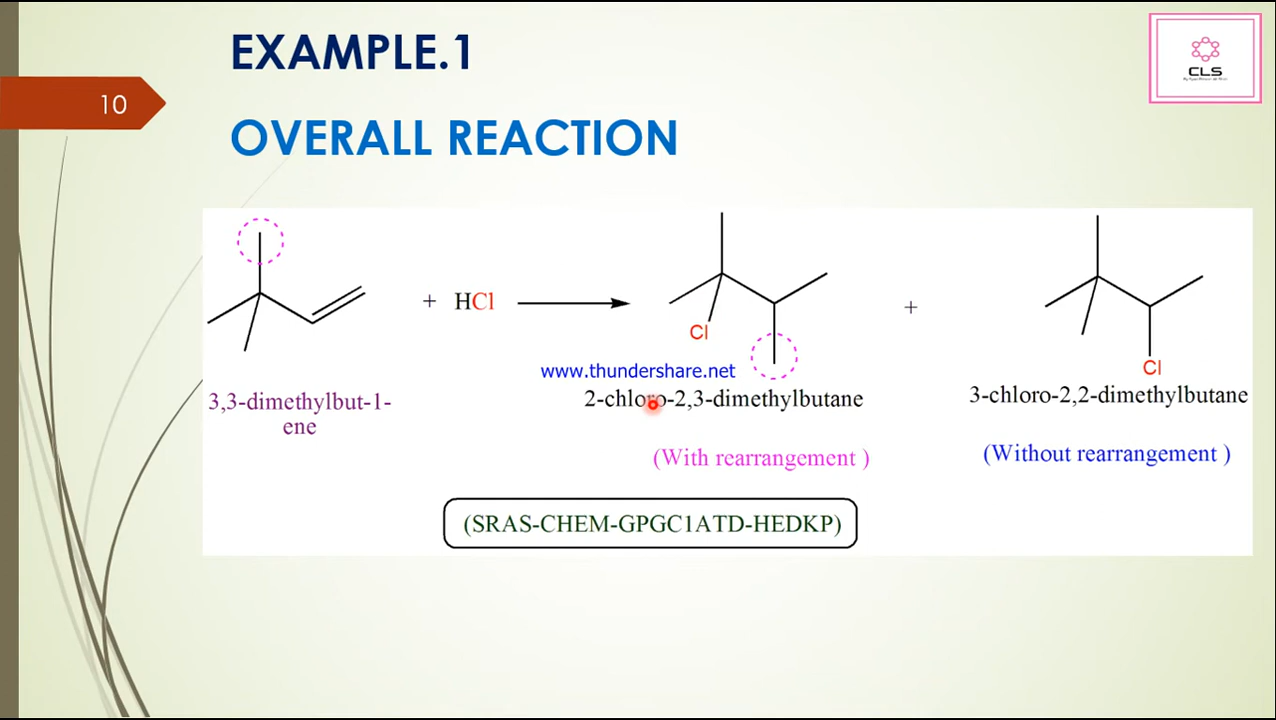 EXAMPLE.1
CLS
10
OVERALL REACTION
+ HCl
Cl
+
Cl
www.thundershare.net
3,3-dimethylbut-1-
ene
2-chloro-2,3-dimethylbutane
3-chloro-2,2-dimethylbutane
(With rearrangement )
(Without rearrangement )
(SRAS-CHEM-GPGC1ATD-HEDKP)